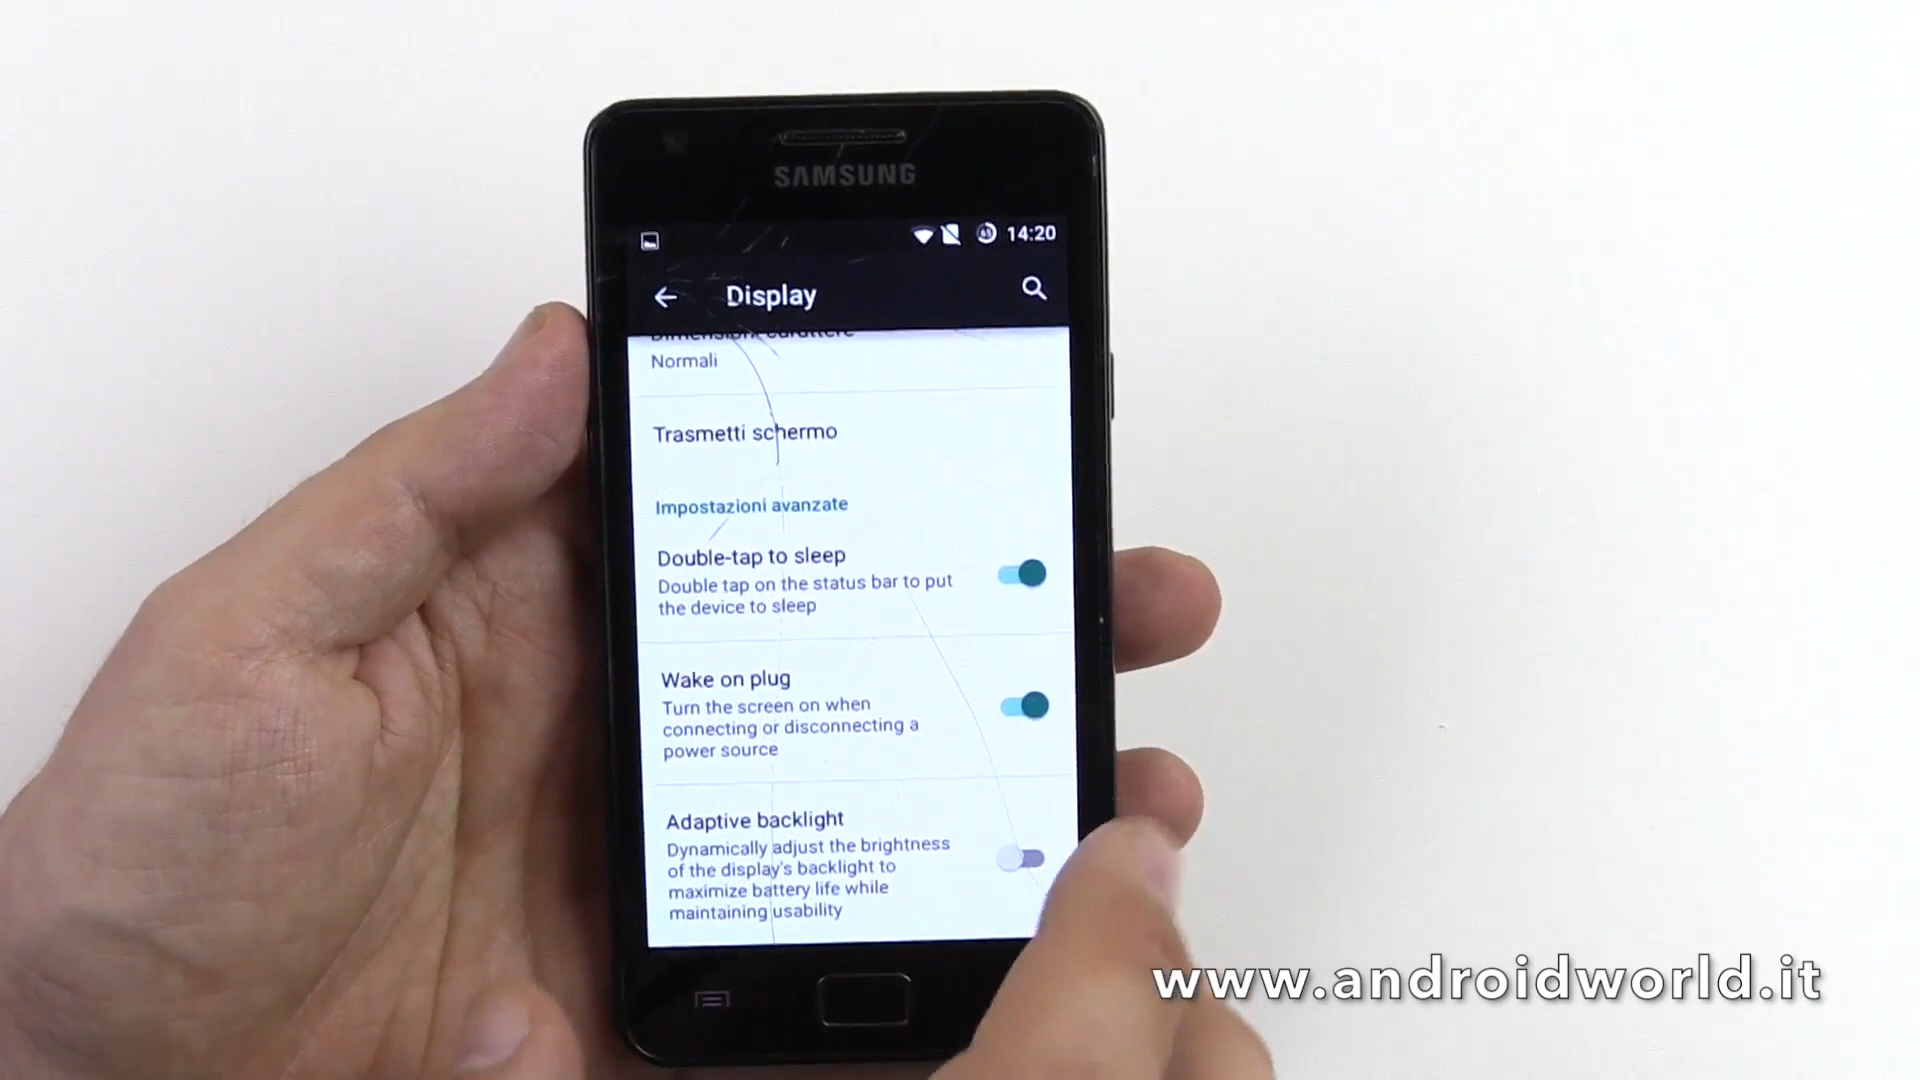 SAMSUNG
14:20
Display
Dimensioni carattere
Normali
Trasmetti schermo
Impostazioni avanzate
Double-tap to sleep
Double tap on the status bar to put
the device to sleep
Wake on plug
Turn the screen on when
connecting or disconnecting a
power source
Adaptive backlight
Dynamically adjust the brightness
of the display's backlight to
maximize battery life while
maintaining usability
www.androidworld.it